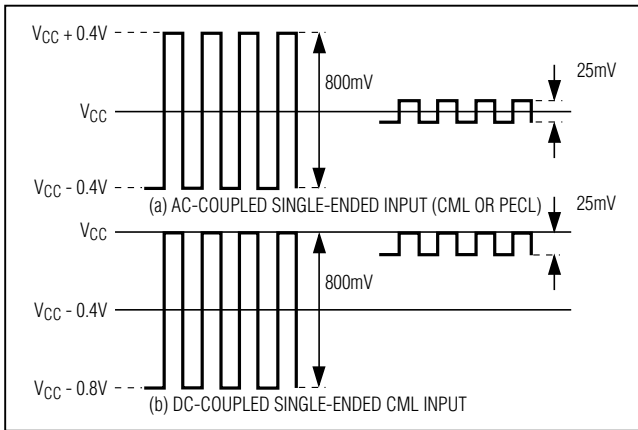 VCC + 0.4V
800mV
25mV
VCC
VCC - 0.4V
(a) AC-COUPLED SINGLE-ENDED INPUT (CML OR PECL)
VCC
25mV
800mV
VCC - 0.4V
VCC - 0.8V
(b) DC-COUPLED SINGLE-ENDED CML INPUT